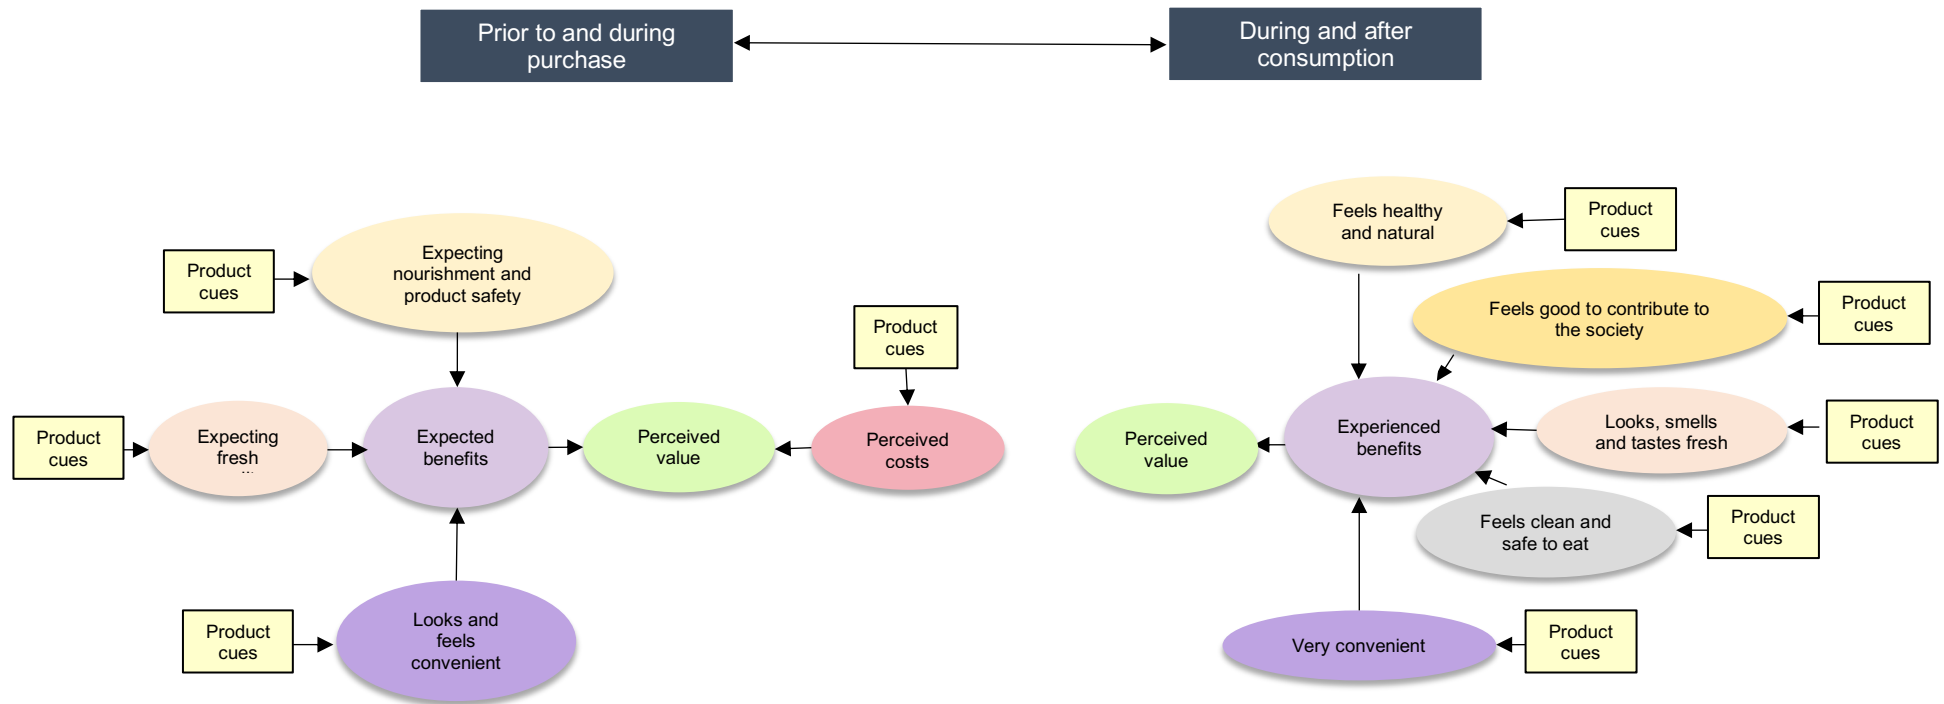 Prior to and during
purchase
During and after
consumption
Product
cues
Expecting
nourishment and
product safety
Product
cues
Product
cues
Expecting
fresh
Expected
benefits
Perceived
value
Perceived
costs
Product
cues
Looks and
feels
convenient
Feels healthy
and natural
Product
cues
Feels good to contribute to
the society
Product
cues
Perceived
value
Experienced
benefits
Looks, smells
and tastes fresh
Product
cues
Feels clean and
safe to eat
Product
cues
Very convenient
Product
cues